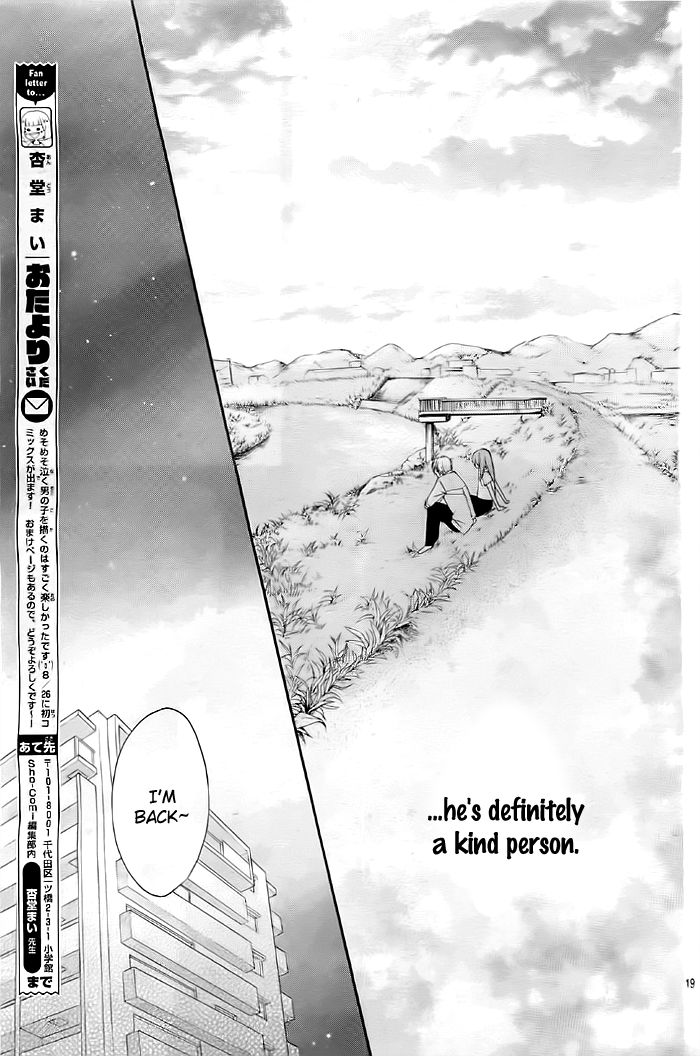 ...he's definitely
a kind person.
I'M
BACK~
Fan
letter
to...
杏堂まい
あん どう
おたよりください
めそめそ泣く男の子を描くのはすごく楽しかったです 8/26に初コ
ミックスが出ます! おまけページもあるので、どうぞよろしくです〜!
あて先
〒101-8001 千代田区一ツ橋2-3-1 小学館
Sho-Comi編集部内
杏堂まい先生
まで
19